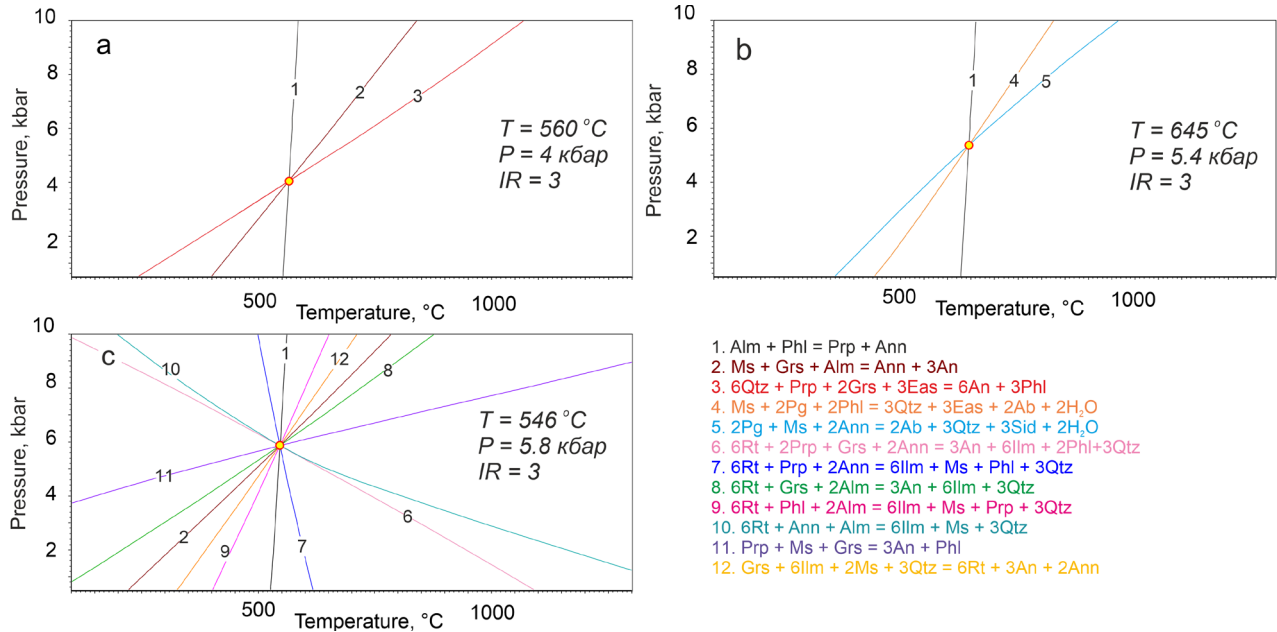 a
10
8
6
4
2
Pressure, kbar
1
2
3
T = 560 °C
P = 4 кбар
IR = 3
500
1000
Temperature, °C
b
10
8
6
4
2
Pressure, kbar
1
4
5
T = 645 °C
P = 5.4 кбар
IR = 3
500
1000
Temperature, °C
c
10
8
6
4
2
Pressure, kbar
10
1
12
8
11
2
9
7
6
T = 546 °C
P = 5.8 кбар
IR = 3
500
1000
Temperature, °C
1. Alm + Phl = Prp + Ann
2. Ms + Grs + Alm = Ann + 3An
3. 6Qtz + Prp + 2Grs + 3Eas = 6An + 3Phl
4. Ms + 2Pg + 2Phl = 3Qtz + 3Eas + 2Ab + 2H₂O
5. 2Pg + Ms + 2Ann = 2Ab + 3Qtz + 3Sid + 2H₂O
6. 6Rt + 2Prp + Grs + 2Ann = 3An + 6Ilm + 2Phl+3Qtz
7. 6Rt + Prp + 2Ann = 6Ilm + Ms + Phl + 3Qtz
8. 6Rt + Grs + 2Alm = 3An + 6Ilm + 3Qtz
9. 6Rt + Phl + 2Alm = 6Ilm + Ms + Prp + 3Qtz
10. 6Rt + Ann + Alm = 6Ilm + Ms + 3Qtz
11. Prp + Ms + Grs = 3An + Phl
12. Grs + 6Ilm + 2Ms + 3Qtz = 6Rt + 3An + 2Ann